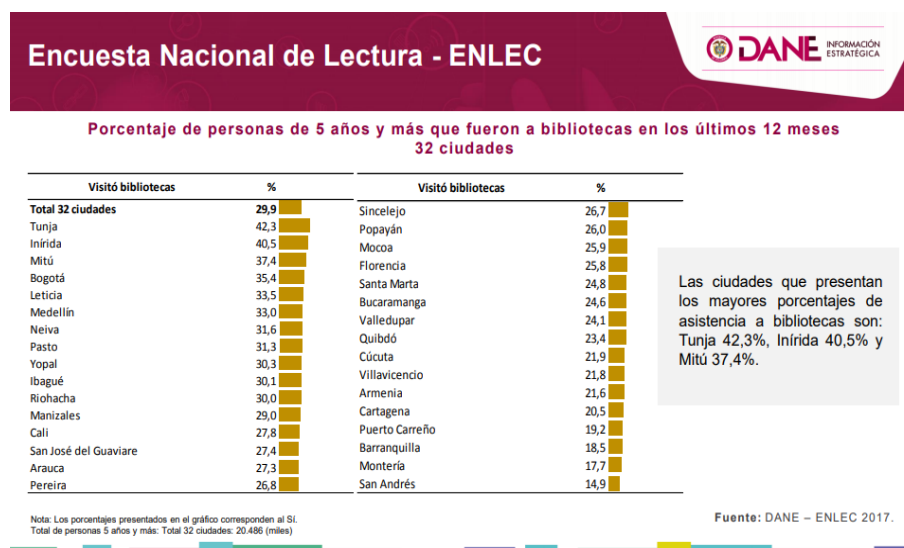 Encuesta Nacional de Lectura - ENLEC
DANE INFORMACIÓN
ESTRATÉGICA
Porcentaje de personas de 5 años y más que fueron a bibliotecas en los últimos 12 meses
32 ciudades
Visitó bibliotecas %
Total 32 ciudades 29,9
Tunja 42,3
Inírida 40,5
Mitú 37,4
Bogotá 35,4
Leticia 33,5
Medellín 33,0
Neiva 31,6
Pasto 31,3
Yopal 30,3
Ibagué 30,1
Riohacha 30,0
Manizales 29,0
Cali 27,8
San José del Guaviare 27,4
Arauca 27,3
Pereira 26,8
Visitó bibliotecas %
Sincelejo 26,7
Popayán 26,0
Mocoa 25,9
Florencia 25,8
Santa Marta 24,8
Bucaramanga 24,6
Valledupar 24,1
Quibdó 23,4
Cúcuta 21,9
Villavicencio 21,8
Armenia 21,6
Cartagena 20,5
Puerto Carreño 19,2
Barranquilla 18,5
Montería 17,7
San Andrés 14,9
Las ciudades que presentan
los mayores porcentajes de
asistencia a bibliotecas son:
Tunja 42,3%, Inírida 40,5% y
Mitú 37,4%.
Nota: Los porcentajes presentados en el gráfico corresponden al Sí.
Total de personas 5 años y más: Total 32 ciudades: 20.486 (miles)
Fuente: DANE – ENLEC 2017.